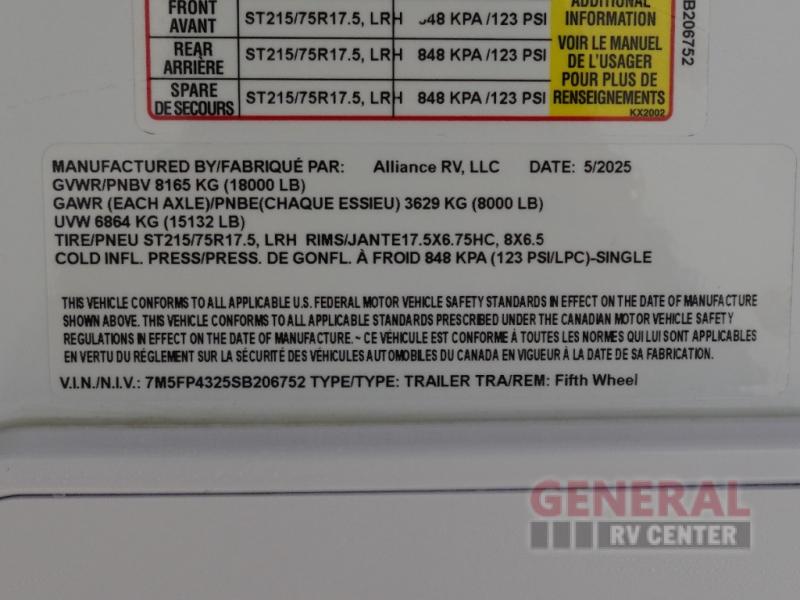 FRONT
AVANT
ST215/75R17.5, LRH
848 KPA /123 PSI
REAR
ARRIÈRE
ST215/75R17.5, LRH
848 KPA /123 PSI
SPARE
DE SECOURS
ST215/75R17.5, LRH
848 KPA /123 PSI
ADDITIONAL
INFORMATION
VOIR LE MANUEL
DE L'USAGER
POUR PLUS DE
RENSEIGNEMENTS
KX2002
B206752
MANUFACTURED BY/FABRIQUÉ PAR: Alliance RV, LLC DATE: 5/2025
GVWR/PNBV 8165 KG (18000 LB)
GAWR (EACH AXLE)/PNBE(CHAQUE ESSIEU) 3629 KG (8000 LB)
UVW 6864 KG (15132 LB)
TIRE/PNEU ST215/75R17.5, LRH RIMS/JANTE17.5X6.75HC, 8X6.5
COLD INFL. PRESS/PRESS. DE GONFL. À FROID 848 KPA (123 PSI/LPC)-SINGLE
THIS VEHICLE CONFORMS TO ALL APPLICABLE U.S. FEDERAL MOTOR VEHICLE SAFETY STANDARDS IN EFFECT ON THE DATE OF MANUFACTURE
SHOWN ABOVE. THIS VEHICLE CONFORMS TO ALL APPLICABLE STANDARDS PRESCRIBED UNDER THE CANADIAN MOTOR VEHICLE SAFETY
REGULATIONS IN EFFECT ON THE DATE OF MANUFACTURE. ~ CE VÉHICULE EST CONFORME À TOUTES LES NORMES QUI LUI SONT APPLICABLES
EN VERTU DU RÉGLEMENT SUR LA SÉCURITÉ DES VÉHICULES AUTOMOBILES DU CANADA EN VIGUEUR À LA DATE DE SA FABRICATION.
V.I.N./N.I.V.: 7M5FP4325SB206752 TYPE/TYPE: TRAILER TRA/REM: Fifth Wheel
GENERAL
RV CENTER